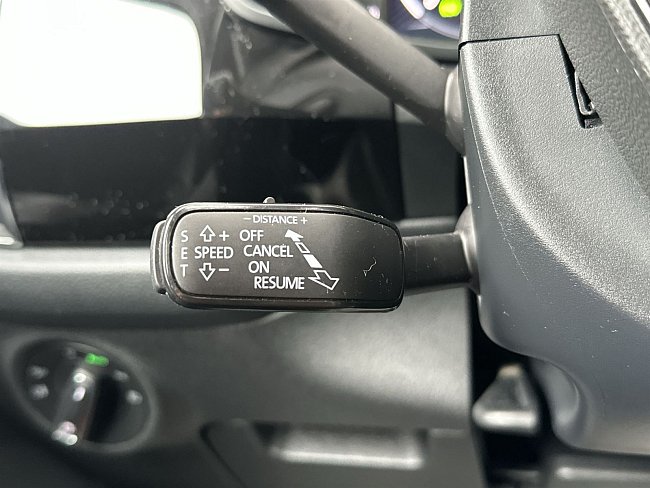 − DISTANCE +
S + OFF
E SPEED CANCEL
T − ON
RESUME